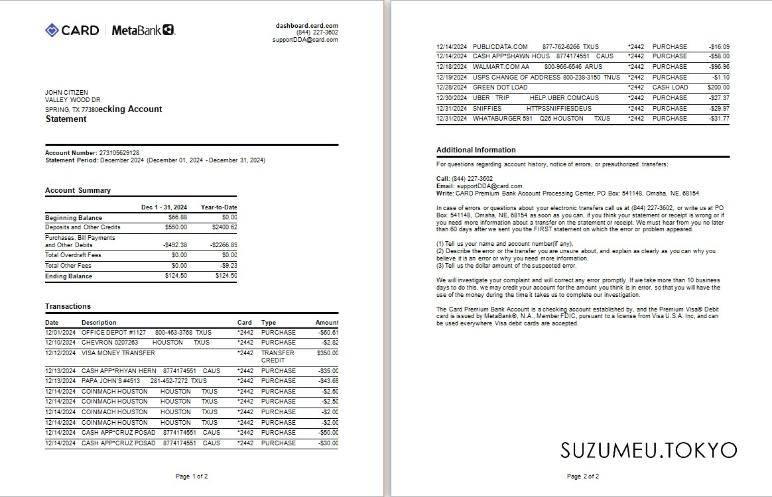 CARD MetaBank
dashboard.card.com
(844) 227-3602
supportDDA@card.com
JOHN CITIZEN
VALLEY WOOD DR
SPRING, TX 77380ecking Account
Statement
Account Number: 273105629128
Statement Period: December 2024 (December 01, 2024 - December 31, 2024)
Account Summary
Dec 1 - 31, 2024 Year-to-Date
Beginning Balance $66.88 $0.00
Deposits and Other Credits $550.00 $2400.62
Purchases, Bill Payments
and Other Debits -$492.38 -$2266.89
Total Overdraft Fees $0.00 $0.00
Total Other Fees $0.00 -$9.23
Ending Balance $124.50 $124.50
Transactions
Date Description Card Type Amount
12/01/2024 OFFICE DEPOT #1127 800-463-3768 TXUS *2442 PURCHASE -$60.61
12/10/2024 CHEVRON 0207263 HOUSTON TXUS *2442 PURCHASE -$2.82
12/12/2024 VISA MONEY TRANSFER *2442 TRANSFER $350.00
CREDIT
12/13/2024 CASH APP*RHYAN HERN 8774174551 CAUS *2442 PURCHASE -$35.00
12/13/2024 PAPA JOHN'S #4513 281-452-7272 TXUS *2442 PURCHASE -$43.68
12/14/2024 COINMACH HOUSTON HOUSTON TXUS *2442 PURCHASE -$2.50
12/14/2024 COINMACH HOUSTON HOUSTON TXUS *2442 PURCHASE -$2.50
12/14/2024 COINMACH HOUSTON HOUSTON TXUS *2442 PURCHASE -$2.00
12/14/2024 COINMACH HOUSTON HOUSTON TXUS *2442 PURCHASE -$2.00
12/14/2024 CASH APP*CRUZ POSAD 8774174551 CAUS *2442 PURCHASE -$50.00
12/14/2024 CASH APP*CRUZ POSAD 8774174551 CAUS *2442 PURCHASE -$30.00
Page 1 of 2
12/14/2024 PUBLICDATA.COM 877-762-6266 TXUS *2442 PURCHASE -$16.09
12/14/2024 CASH APP*SHAWN HOUS 8774174551 CAUS *2442 PURCHASE -$58.00
12/18/2024 WALMART.COM AA 800-966-6546 ARUS *2442 PURCHASE -$96.96
12/19/2024 USPS CHANGE OF ADDRESS 800-238-3150 TNUS *2442 PURCHASE -$1.10
12/28/2024 GREEN DOT LOAD *2442 CASH LOAD $200.00
12/30/2024 UBER TRIP HELP.UBER.COMCAUS *2442 PURCHASE -$27.37
12/31/2024 SNIFFIES HTTPSSNIFFIESDEUS *2442 PURCHASE -$29.97
12/31/2024 WHATABURGER 591 Q26 HOUSTON TXUS *2442 PURCHASE -$31.77
Additional Information
For questions regarding account history, notice of errors, or preauthorized transfers:
Call: (844) 227-3602
Email: supportDDA@card.com
Write: CARD Premium Bank Account Processing Center, PO Box: 541148, Omaha, NE, 68154.
In case of errors or questions about your electronic transfers call us at (844) 227-3602, or write us at PO
Box: 541148, Omaha, NE, 68154 as soon as you can, if you think your statement or receipt is wrong or if
you need more information about a transfer on the statement or receipt. We must hear from you no later
than 60 days after we sent you the FIRST statement on which the error or problem appeared.
(1) Tell us your name and account number(if any).
(2) Describe the error or the transfer you are unsure about, and explain as clearly as you can why you
believe it is an error or why you need more information.
(3) Tell us the dollar amount of the suspected error.
We will investigate your complaint and will correct any error promptly. If we take more than 10 business
days to do this, we may credit your account for the amount you think is in error, so that you will have
the use of the money during the time it takes us to complete our investigation.
The Card Premium Bank Account is a checking account established by, and the Premium Visa® Debit
card is issued by MetaBank®, N.A., Member FDIC, pursuant to a license from Visa U.S.A. Inc, and can
be used everywhere Visa debit cards are accepted.
SUZUMEU.TOKYO
Page 2 of 2